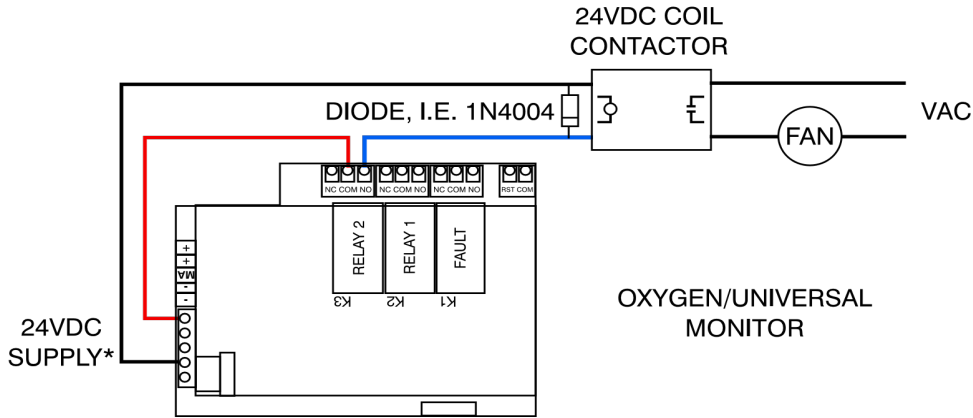 24VDC COIL
CONTACTOR
DIODE, I.E. 1N4004
VAC
FAN
NC COM NO NC COM NO NC COM NO RST COM
RELAY 2
RELAY 1
FAULT
K3
K2
K1
+
+
MA
-
-
24VDC
SUPPLY*
OXYGEN/UNIVERSAL
MONITOR